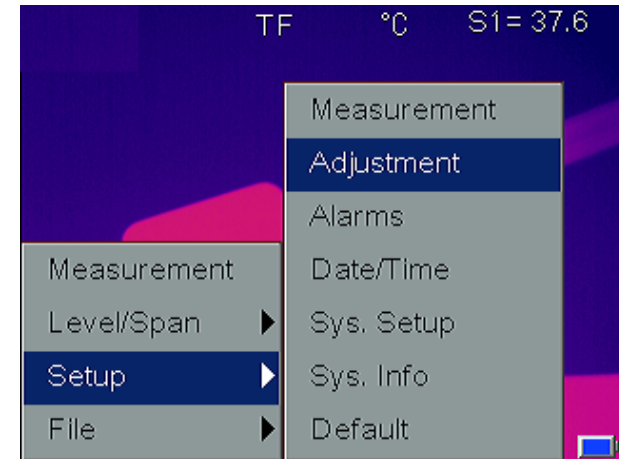 TF °C S1= 37.6
Measurement
Adjustment
Alarms
Date/Time
Sys. Setup
Sys. Info
Default
Measurement
Level/Span
Setup
File